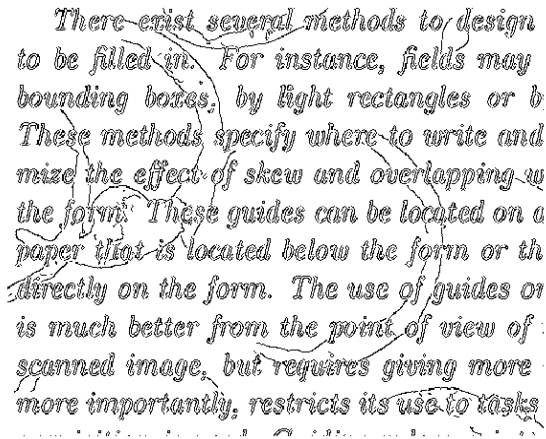 There exist several methods to design
to be filled in. For instance, fields may
bounding boxes, by light rectangles or by
These methods specify where to write and
mize the effect of skew and overlapping
the form. These guides can be located on a
paper that is located below the form or
directly on the form. The use of guides on
is much better from the point of view of
scanned image, but requires giving more
more importantly, restricts its use to tasks